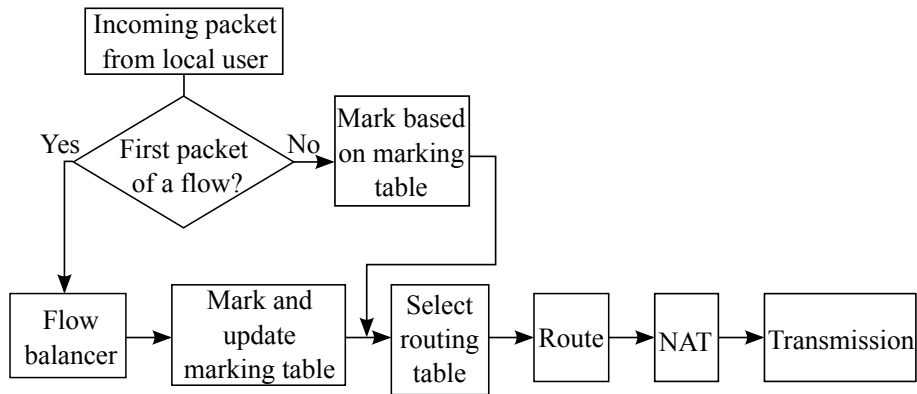 Incoming packet
from local user
Yes
First packet
of a flow?
No
Mark based
on marking
table
Flow
balancer
Mark and
update
marking table
Select
routing
table
Route
NAT
Transmission